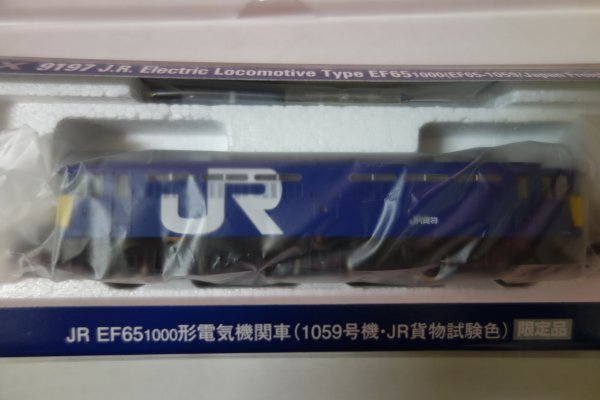 9197 J.R. Electric Locomotive Type EF651000(EF65-1059/Japan Freig
JR
JR貨物
JR EF651000形電気機関車(1059号機・JR貨物試験色) 限定品